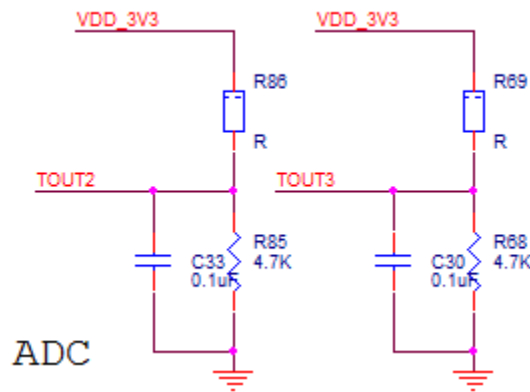 VDD_3V3
VDD_3V3
R86
R69
R
R
TOUT2
TOUT3
R85
R68
C33
4.7K
C30
4.7K
0.1uF
0.1uF
ADC